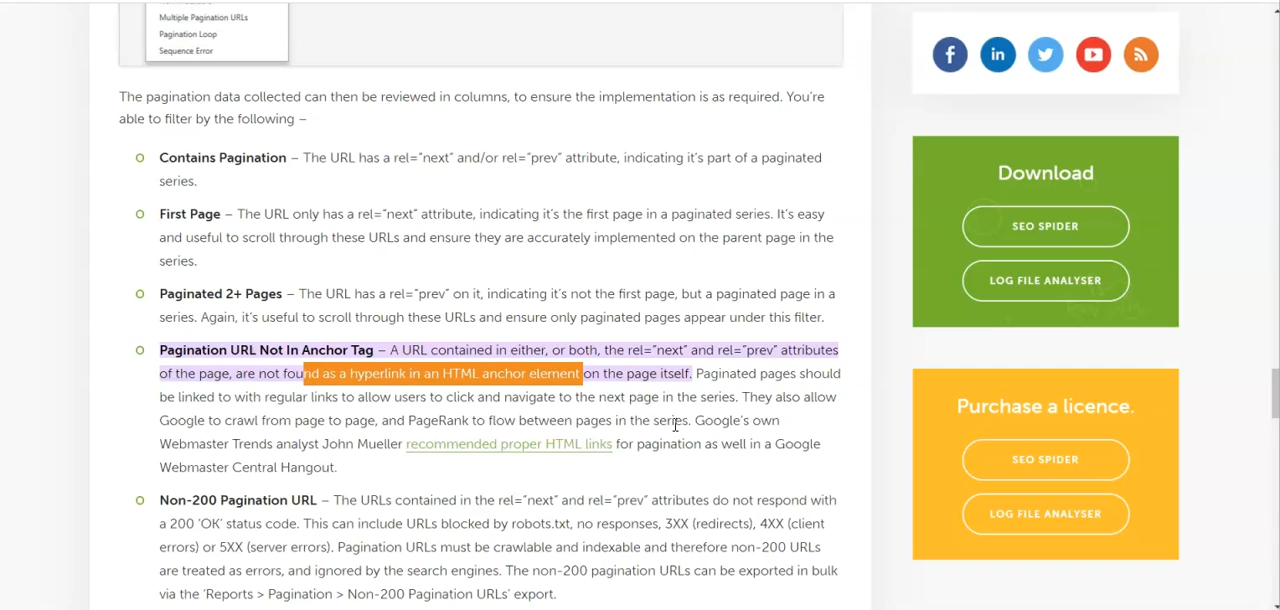 Multiple Pagination URLs
Pagination Loop
Sequence Error
The pagination data collected can then be reviewed in columns, to ensure the implementation is as required. You’re
able to filter by the following –
Contains Pagination – The URL has a rel=”next” and/or rel=”prev” attribute, indicating it’s part of a paginated
series.
First Page – The URL only has a rel=”next” attribute, indicating it’s the first page in a paginated series. It’s easy
and useful to scroll through these URLs and ensure they are accurately implemented on the parent page in the
series.
Paginated 2+ Pages – The URL has a rel=”prev” on it, indicating it’s not the first page, but a paginated page in a
series. Again, it’s useful to scroll through these URLs and ensure only paginated pages appear under this filter.
Pagination URL Not In Anchor Tag – A URL contained in either, or both, the rel=”next” and rel=”prev” attributes
of the page, are not found as a hyperlink in an HTML anchor element on the page itself. Paginated pages should
be linked to with regular links to allow users to click and navigate to the next page in the series. They also allow
Google to crawl from page to page, and PageRank to flow between pages in the series. Google’s own
Webmaster Trends analyst John Mueller recommended proper HTML links for pagination as well in a Google
Webmaster Central Hangout.
Non-200 Pagination URL – The URLs contained in the rel=”next” and rel=”prev” attributes do not respond with
a 200 ‘OK’ status code. This can include URLs blocked by robots.txt, no responses, 3XX (redirects), 4XX (client
errors) or 5XX (server errors). Pagination URLs must be crawlable and indexable and therefore non-200 URLs
are treated as errors, and ignored by the search engines. The non-200 pagination URLs can be exported in bulk
via the ‘Reports > Pagination > Non-200 Pagination URLs’ export.
Download
SEO SPIDER
LOG FILE ANALYSER
Purchase a licence.
SEO SPIDER
LOG FILE ANALYSER